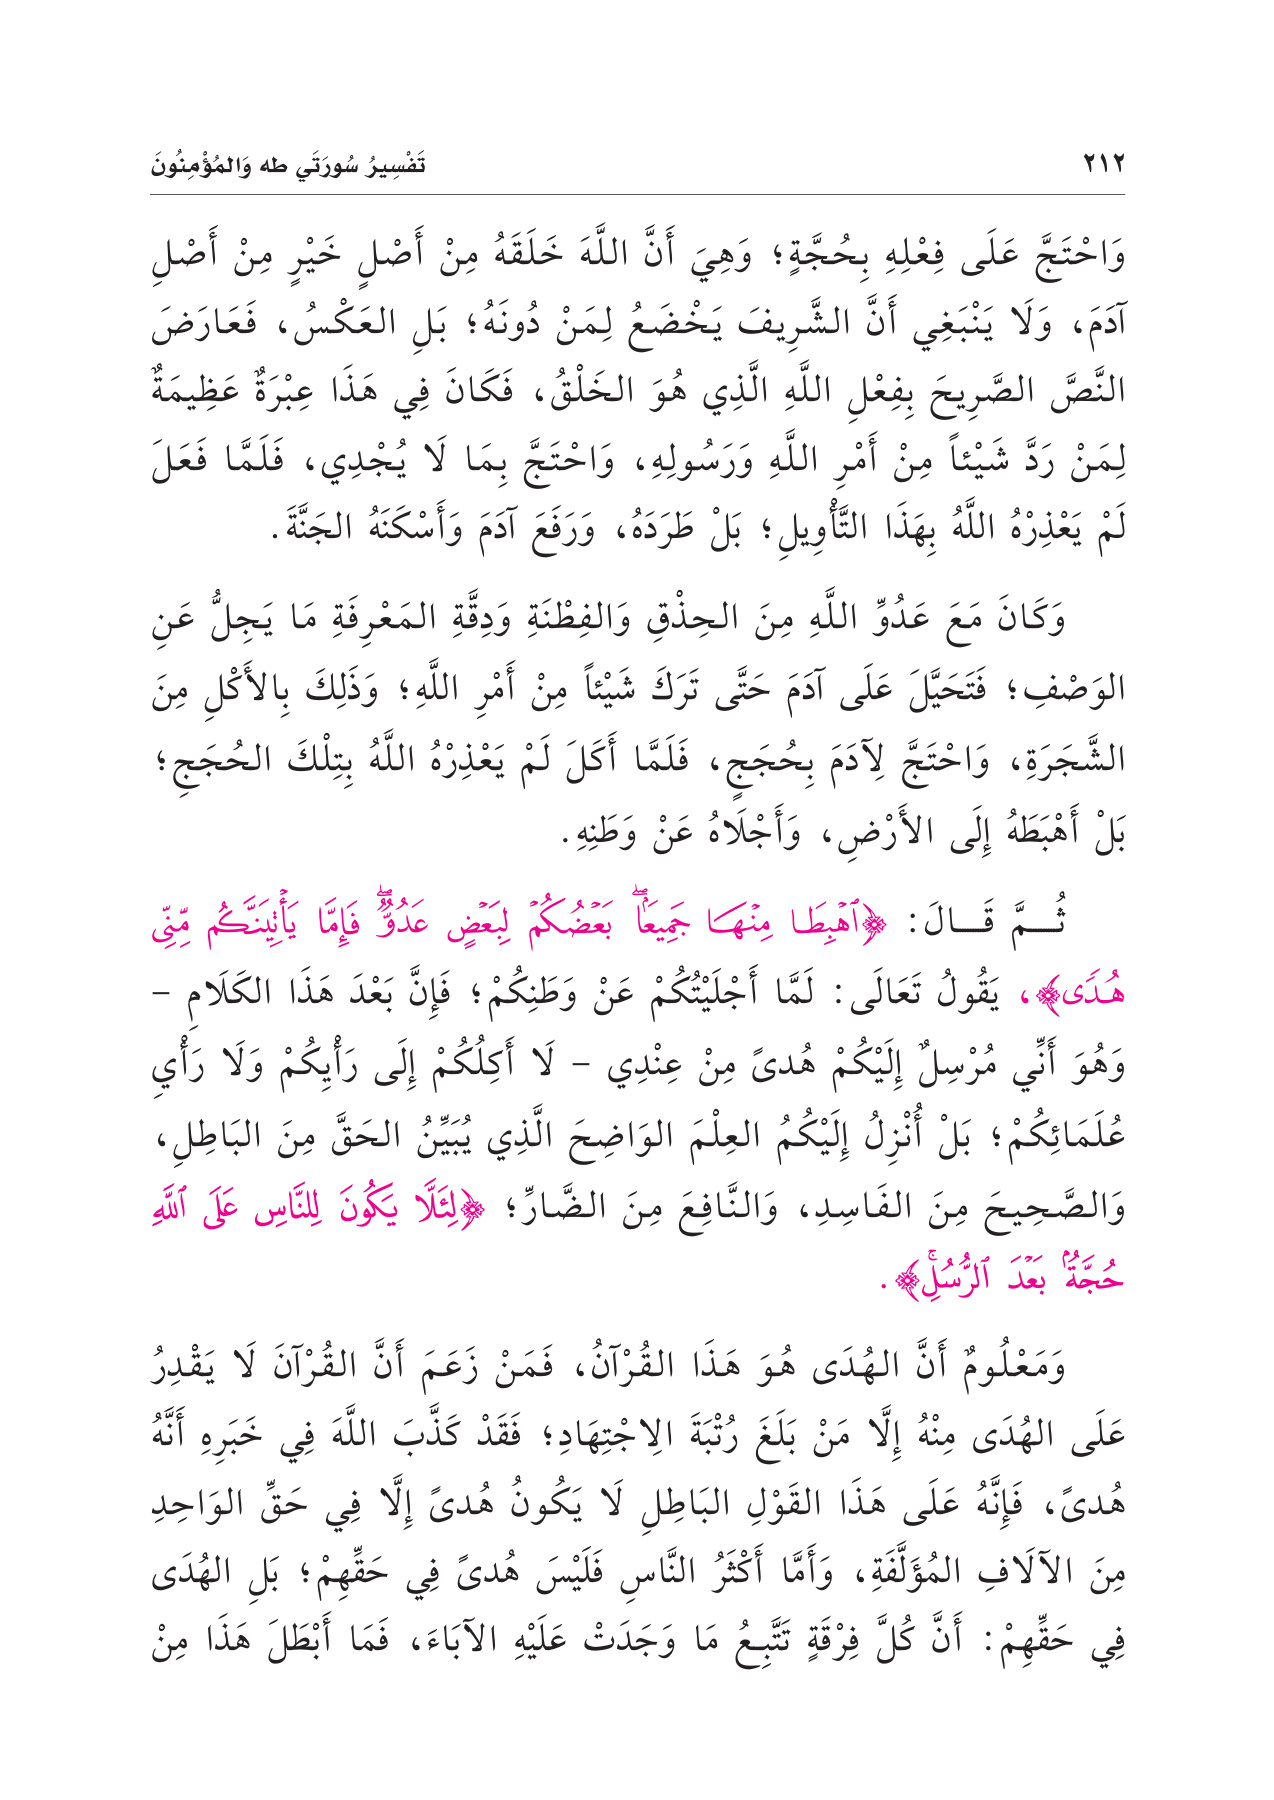 ٢١٢ تَفْسِيرُ سُورَتَي طه وَالمُؤْمِنُونَ
وَاحْتَجَّ عَلَى فِعْلِهِ بِحُجَّةٍ؛ وَهِيَ أَنَّ اللَّهَ خَلَقَهُ مِنْ أَصْلٍ خَيْرٍ مِنْ أَصْلِ
آدَمَ، وَلَا يَنْبَغِي أَنَّ الشَّرِيفَ يَخْضَعُ لِمَنْ دُونَهُ؛ بَلِ العَكْسُ، فَعَارَضَ
النَّصَّ الصَّرِيحَ بِفِعْلِ اللَّهِ الَّذِي هُوَ الخَلْقُ، فَكَانَ فِي هَذَا عِبْرَةٌ عَظِيمَةٌ
لِمَنْ رَدَّ شَيْئاً مِنْ أَمْرِ اللَّهِ وَرَسُولِهِ، وَاحْتَجَّ بِمَا لَا يُجْدِي، فَلَمَّا فَعَلَ
لَمْ يَعْذِرْهُ اللَّهُ بِهَذَا التَّأْوِيلِ؛ بَلْ طَرَدَهُ، وَرَفَعَ آدَمَ وَأَسْكَنَهُ الجَنَّةَ.
وَكَانَ مَعَ عَدُوِّ اللَّهِ مِنَ الحِذْقِ وَالفِطْنَةِ وَدِقَّةِ المَعْرِفَةِ مَا يَجِلُّ عَنِ
الوَصْفِ؛ فَتَحَيَّلَ عَلَى آدَمَ حَتَّى تَرَكَ شَيْئاً مِنْ أَمْرِ اللَّهِ؛ وَذَلِكَ بِالأَكْلِ مِنَ
الشَّجَرَةِ، وَاحْتَجَّ لِآدَمَ بِحُجَجٍ، فَلَمَّا أَكَلَ لَمْ يَعْذِرْهُ اللَّهُ بِتِلْكَ الحُجَجِ؛
بَلْ أَهْبَطَهُ إِلَى الأَرْضِ، وَأَجْلَاهُ عَنْ وَطَنِهِ.
ثُمَّ قَالَ: ﴿ٱهْبِطَا مِنْهَا جَمِيعَۢاۖ بَعْضُكُمْ لِبَعْضٍ عَدُوٌّۖ فَإِمَّا يَأْتِيَنَّكُم مِّنِّي
هُدًى﴾، يَقُولُ تَعَالَى: لَمَّا أَجْلَيْتُكُمْ عَنْ وَطَنِكُمْ؛ فَإِنَّ بَعْدَ هَذَا الكَلَامِ –
وَهُوَ أَنِّي مُرْسِلٌ إِلَيْكُمْ هُدىً مِنْ عِنْدِي – لَا أَكِلُكُمْ إِلَى رَأْيِكُمْ وَلَا رَأْيِ
عُلَمَائِكُمْ؛ بَلْ أُنْزِلُ إِلَيْكُمُ العِلْمَ الوَاضِحَ الَّذِي يُبَيِّنُ الحَقَّ مِنَ البَاطِلِ،
وَالصَّحِيحَ مِنَ الفَاسِدِ، وَالنَّافِعَ مِنَ الضَّارِّ؛ ﴿لِئَلَّا يَكُونَ لِلنَّاسِ عَلَى ٱللَّهِ
حُجَّةُۢ بَعْدَ ٱلرُّسُلِۚ﴾.
وَمَعْلُومٌ أَنَّ الهُدَى هُوَ هَذَا القُرْآنُ، فَمَنْ زَعَمَ أَنَّ القُرْآنَ لَا يَقْدِرُ
عَلَى الهُدَى مِنْهُ إِلَّا مَنْ بَلَغَ رُتْبَةَ الِاجْتِهَادِ؛ فَقَدْ كَذَّبَ اللَّهَ فِي خَبَرِهِ أَنَّهُ
هُدىً، فَإِنَّهُ عَلَى هَذَا القَوْلِ البَاطِلِ لَا يَكُونُ هُدىً إِلَّا فِي حَقِّ الوَاحِدِ
مِنَ الآلَافِ المُؤَلَّفَةِ، وَأَمَّا أَكْثَرُ النَّاسِ فَلَيْسَ هُدىً فِي حَقِّهِمْ؛ بَلِ الهُدَى
فِي حَقِّهِمْ: أَنَّ كُلَّ فِرْقَةٍ تَتَّبِعُ مَا وَجَدَتْ عَلَيْهِ الآبَاءَ، فَمَا أَبْطَلَ هَذَا مِنْ